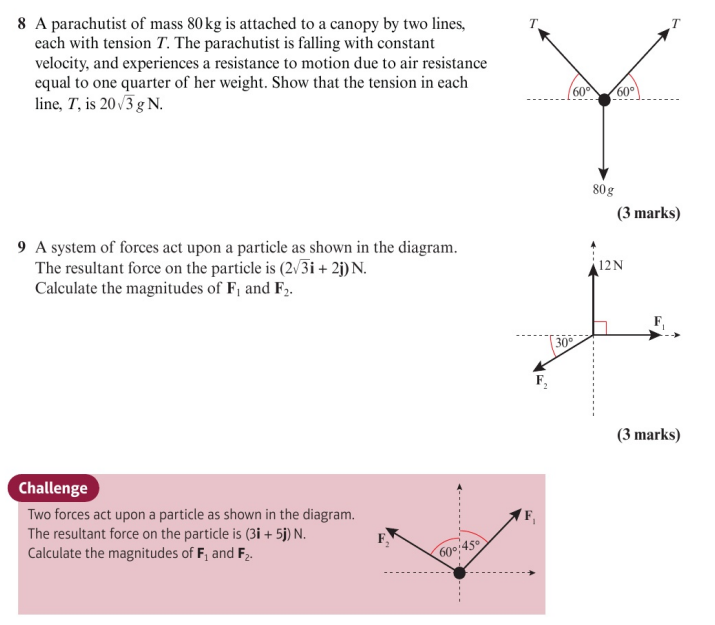 8 A parachutist of mass 80 kg is attached to a canopy by two lines,
each with tension T. The parachutist is falling with constant
velocity, and experiences a resistance to motion due to air resistance
equal to one quarter of her weight. Show that the tension in each
line, T, is 20√3 g N.
T
T
60°
60°
80g
(3 marks)
9 A system of forces act upon a particle as shown in the diagram.
The resultant force on the particle is (2√3i + 2j) N.
Calculate the magnitudes of F₁ and F₂.
12 N
F₁
30°
F₂
(3 marks)
Challenge
Two forces act upon a particle as shown in the diagram.
The resultant force on the particle is (3i + 5j) N.
Calculate the magnitudes of F₁ and F₂.
F₂
F₁
60°
45°